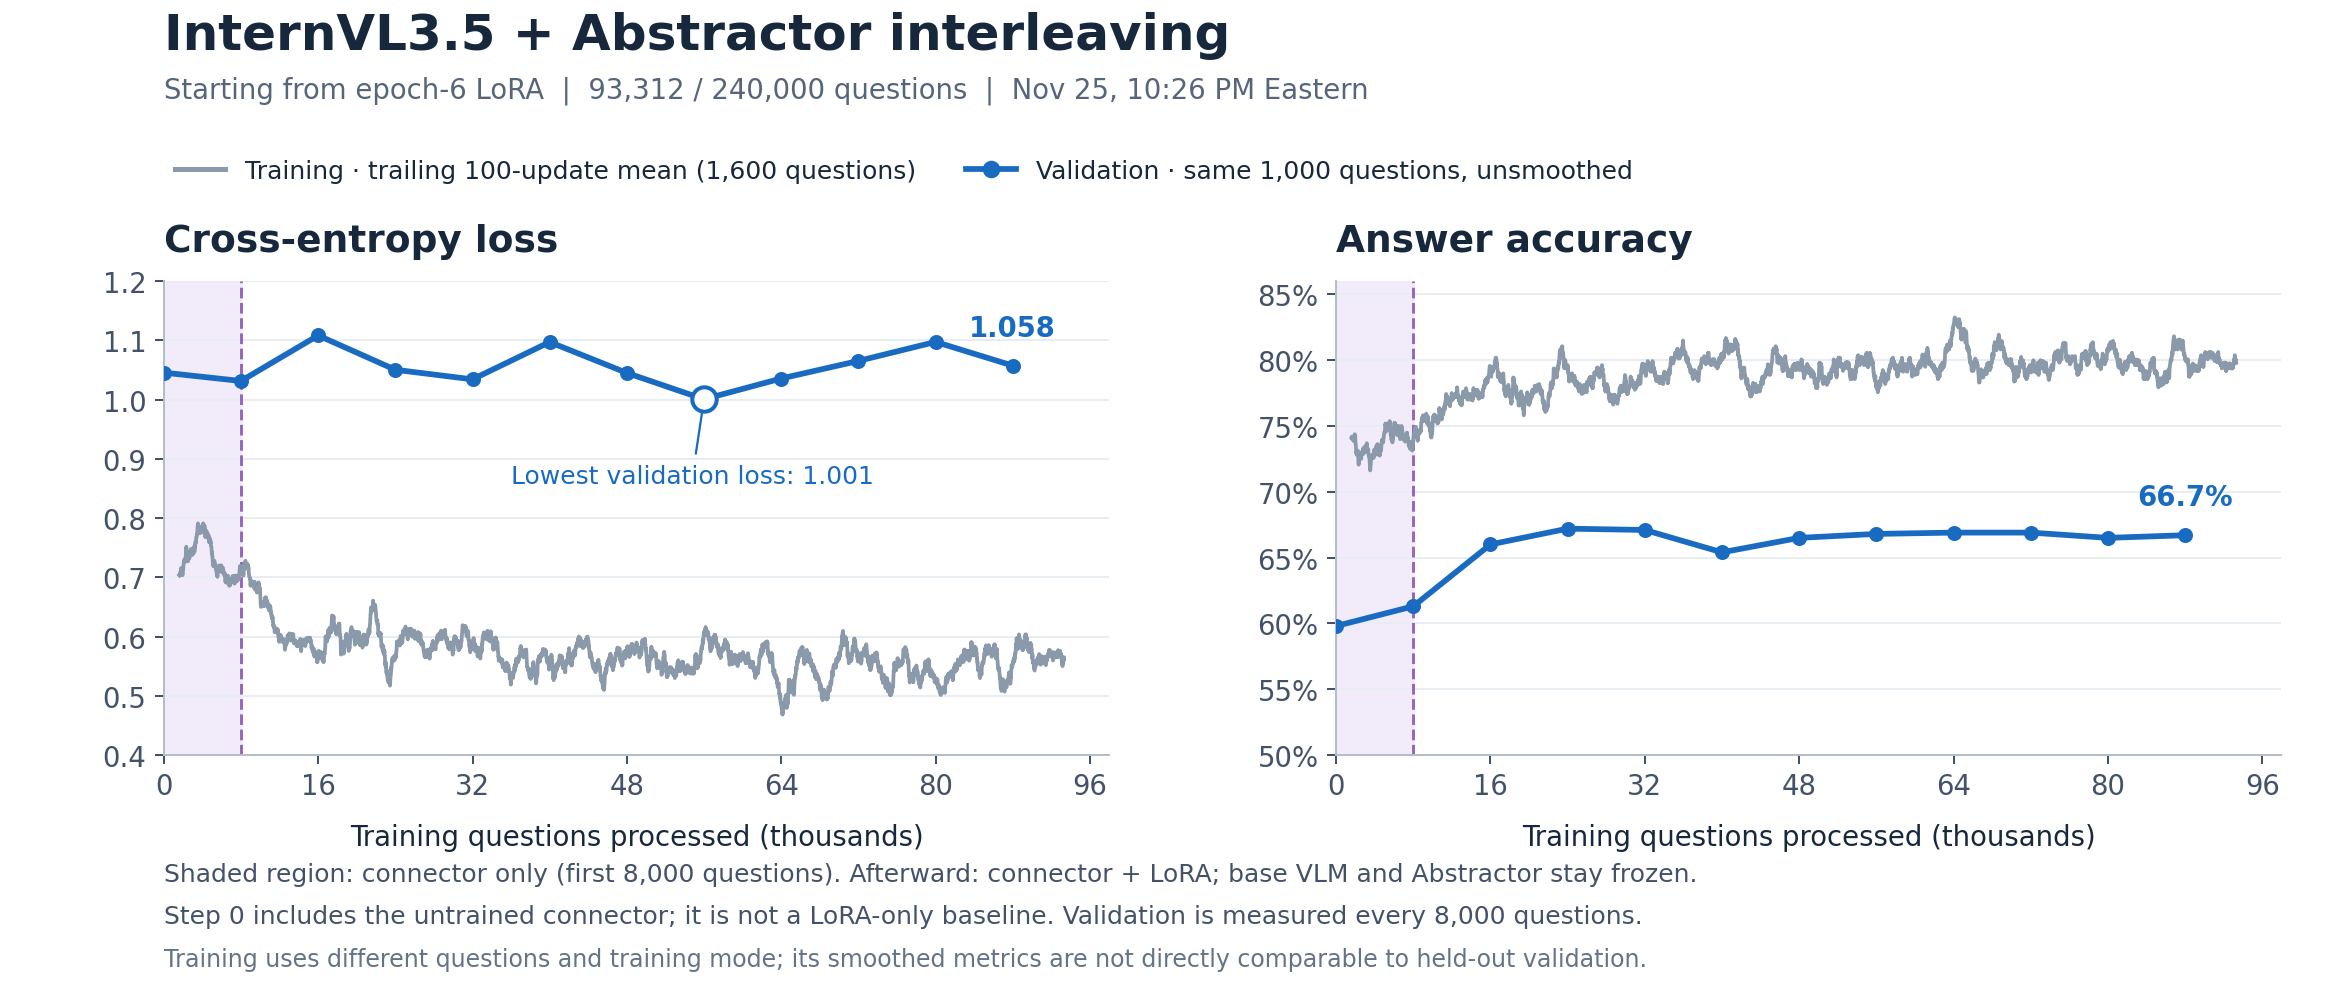 InternVL3.5 + Abstractor interleaving
Starting from epoch-6 LoRA | 93,312 / 240,000 questions | Nov 25, 10:26 PM Eastern
Training · trailing 100-update mean (1,600 questions)
Validation · same 1,000 questions, unsmoothed
Cross-entropy loss
1.2
1.1
1.0
0.9
0.8
0.7
0.6
0.5
0.4
1.058
Lowest validation loss: 1.001
0 16 32 48 64 80 96
Training questions processed (thousands)
Answer accuracy
85%
80%
75%
70%
65%
60%
55%
50%
66.7%
0 16 32 48 64 80 96
Training questions processed (thousands)
Shaded region: connector only (first 8,000 questions). Afterward: connector + LoRA; base VLM and Abstractor stay frozen.
Step 0 includes the untrained connector; it is not a LoRA-only baseline. Validation is measured every 8,000 questions.
Training uses different questions and training mode; its smoothed metrics are not directly comparable to held-out validation.